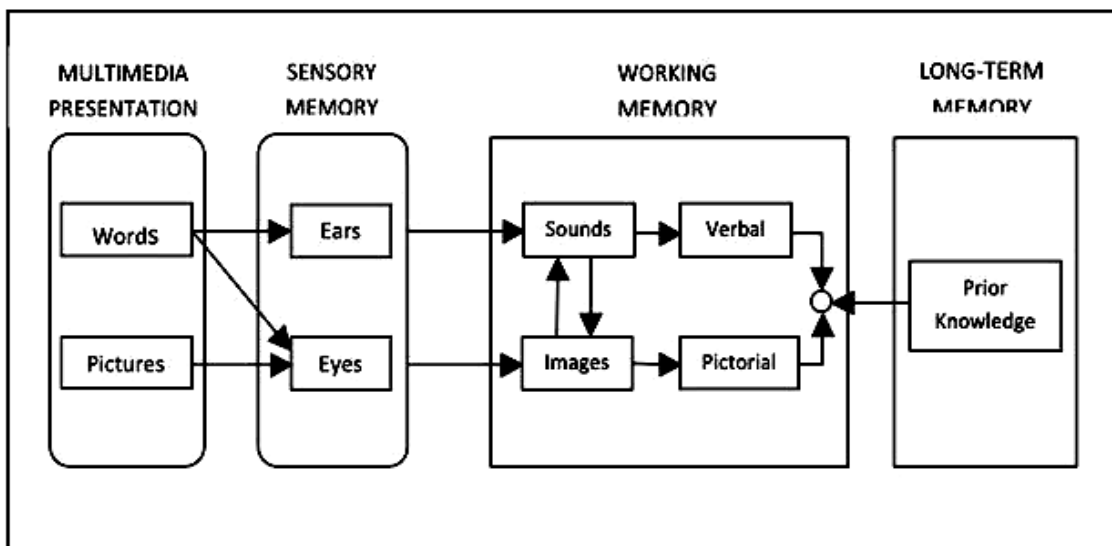 MULTIMEDIA
PRESENTATION
SENSORY
MEMORY
WORKING
MEMORY
LONG-TERM
MEMORY
Words
Ears
Sounds
Verbal
Pictures
Eyes
Images
Pictorial
Prior
Knowledge